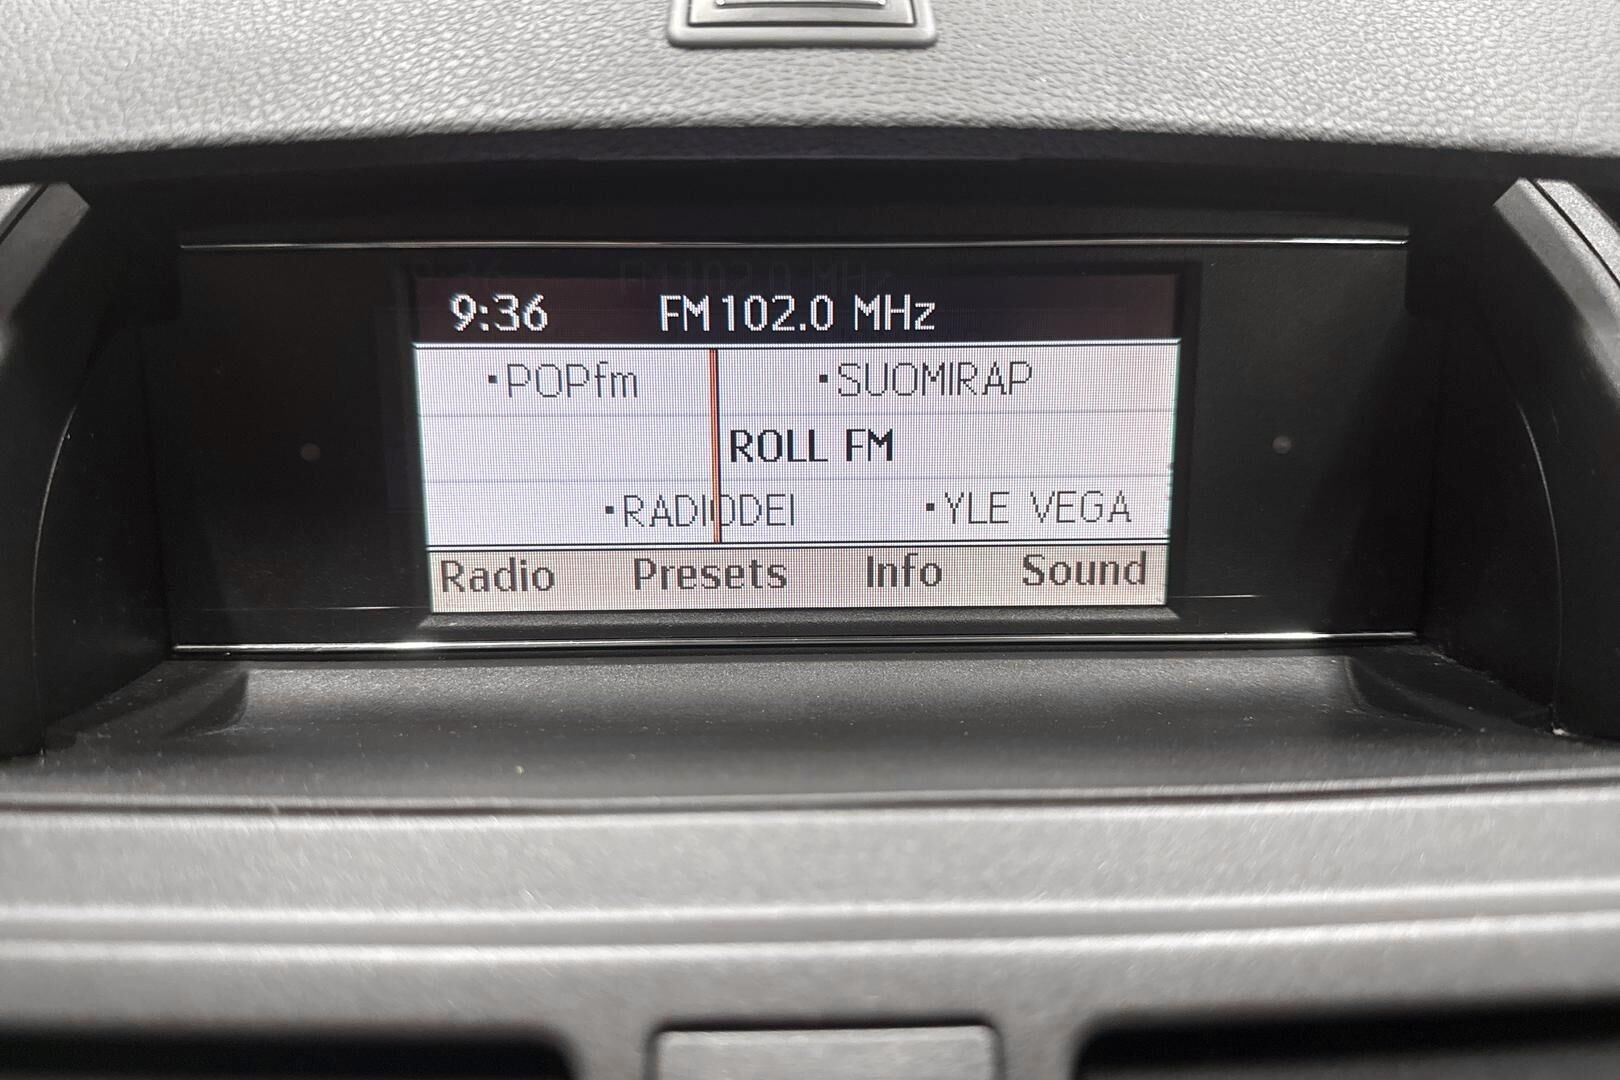 9:36 FM 102.0 MHz
▪POPfm ▪SUOMIRAP
ROLL FM
▪RADIODEI ▪YLE VEGA
Radio Presets Info Sound